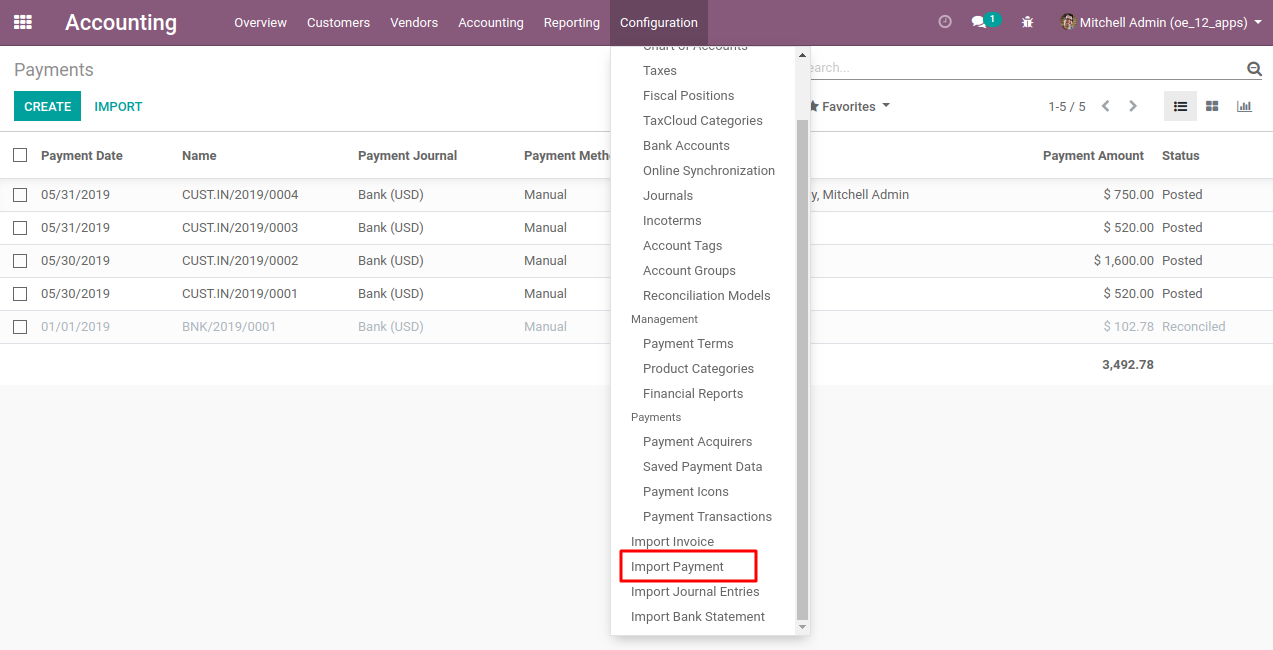 Accounting Overview Customers Vendors Accounting Reporting Configuration 1 Mitchell Admin (oe_12_apps)
Payments
CREATE IMPORT Favorites 1-5 / 5
Payment Date Name Payment Journal Payment Amount Status
05/31/2019 CUST.IN/2019/0004 Bank (USD) Manual y, Mitchell Admin $ 750.00 Posted
05/31/2019 CUST.IN/2019/0003 Bank (USD) Manual $ 520.00 Posted
05/30/2019 CUST.IN/2019/0002 Bank (USD) Manual $ 1,600.00 Posted
05/30/2019 CUST.IN/2019/0001 Bank (USD) Manual $ 520.00 Posted
01/01/2019 BNK/2019/0001 Bank (USD) Manual $ 102.78 Reconciled
3,492.78
Chart of Accounts
Taxes
Fiscal Positions
TaxCloud Categories
Bank Accounts
Online Synchronization
Journals
Incoterms
Account Tags
Account Groups
Reconciliation Models
Management
Payment Terms
Product Categories
Financial Reports
Payments
Payment Acquirers
Saved Payment Data
Payment Icons
Payment Transactions
Import Invoice
Import Payment
Import Journal Entries
Import Bank Statement